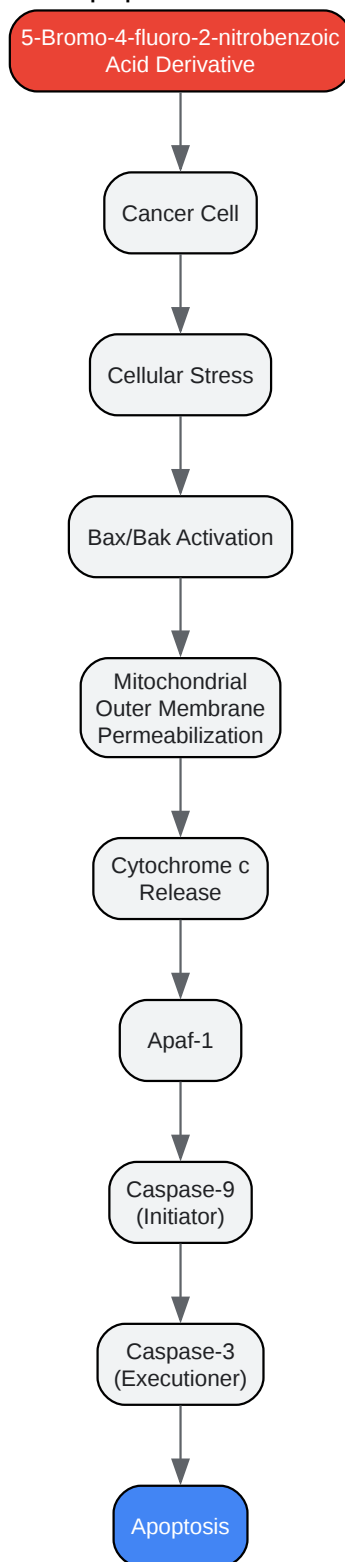 5-Bromo-4-fluoro-2-nitrobenzoic
Acid Derivative
Cancer Cell
Cellular Stress
Bax/Bak Activation
Mitochondrial
Outer Membrane
Permeabilization
Cytochrome c
Release
Apaf-1
Caspase-9
(Initiator)
Caspase-3
(Executioner)
Apoptosis